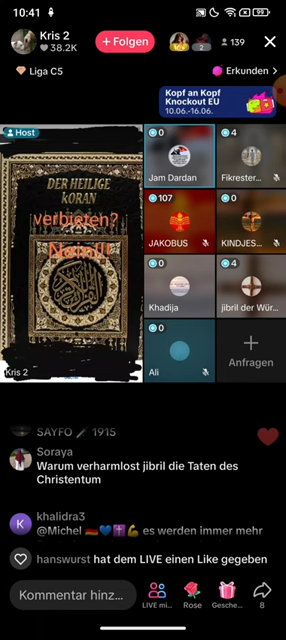 10:41
99
Kris 2
38.2K
+ Folgen
2
139
Liga C5
Erkunden >
Kopf an Kopf
Knockout EU
10.06.-16.06.
Host
DER HEILIGE
KORAN
verbieten?
Nein!!!
Kris 2
0
Jam Dardan
4
Fikrester...
107
JAKOBUS
0
KINDJES...
0
Khadija
4
jibril der Wür...
0
Ali
+
Anfragen
SAYFO 🗡 1915
Soraya
Warum verharmlost jibril die Taten des
Christentum
K
khalidra3
@Michel 🇩🇪💙✝️💪 es werden immer mehr
hanswurst hat dem LIVE einen Like gegeben
Kommentar hinz...
LIVE mi...
Rose
Gesche...
8